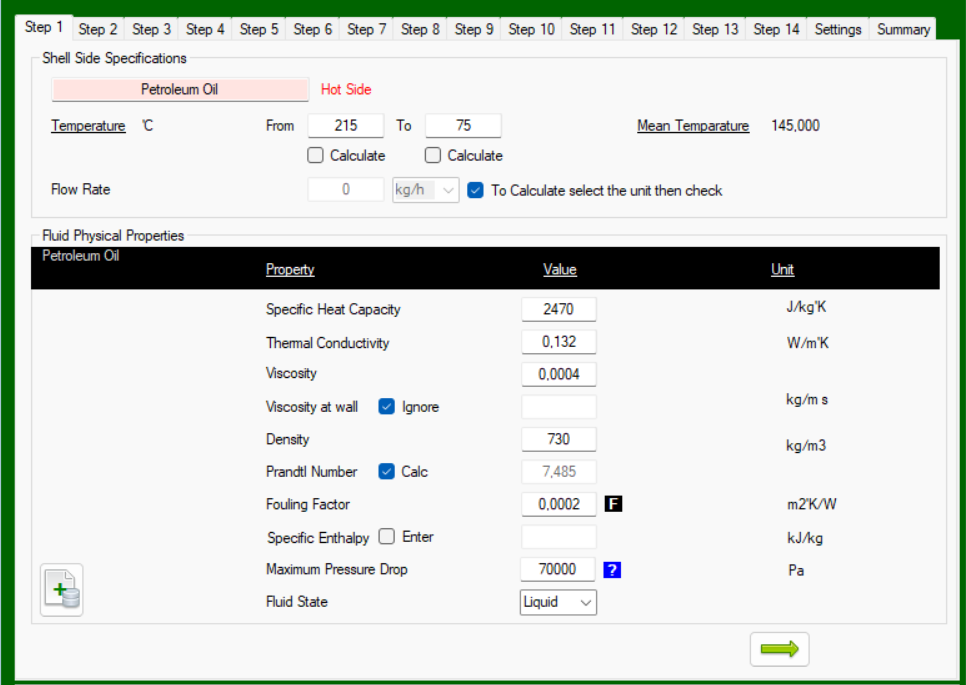 Step 1 Step 2 Step 3 Step 4 Step 5 Step 6 Step 7 Step 8 Step 9 Step 10 Step 11 Step 12 Step 13 Step 14 Settings Summary
Shell Side Specifications
Petroleum Oil Hot Side
Temperature 'C From 215 To 75 Mean Temparature 145,000
Calculate Calculate
Flow Rate 0 kg/h To Calculate select the unit then check
Fluid Physical Properties
Petroleum Oil
Property Value Unit
Specific Heat Capacity 2470 J/kg'K
Thermal Conductivity 0,132 W/m'K
Viscosity 0,0004
Viscosity at wall Ignore kg/m s
Density 730 kg/m3
Prandtl Number Calc 7,485
Fouling Factor 0,0002 F m2'K/W
Specific Enthalpy Enter kJ/kg
Maximum Pressure Drop 70000 ? Pa
Fluid State Liquid